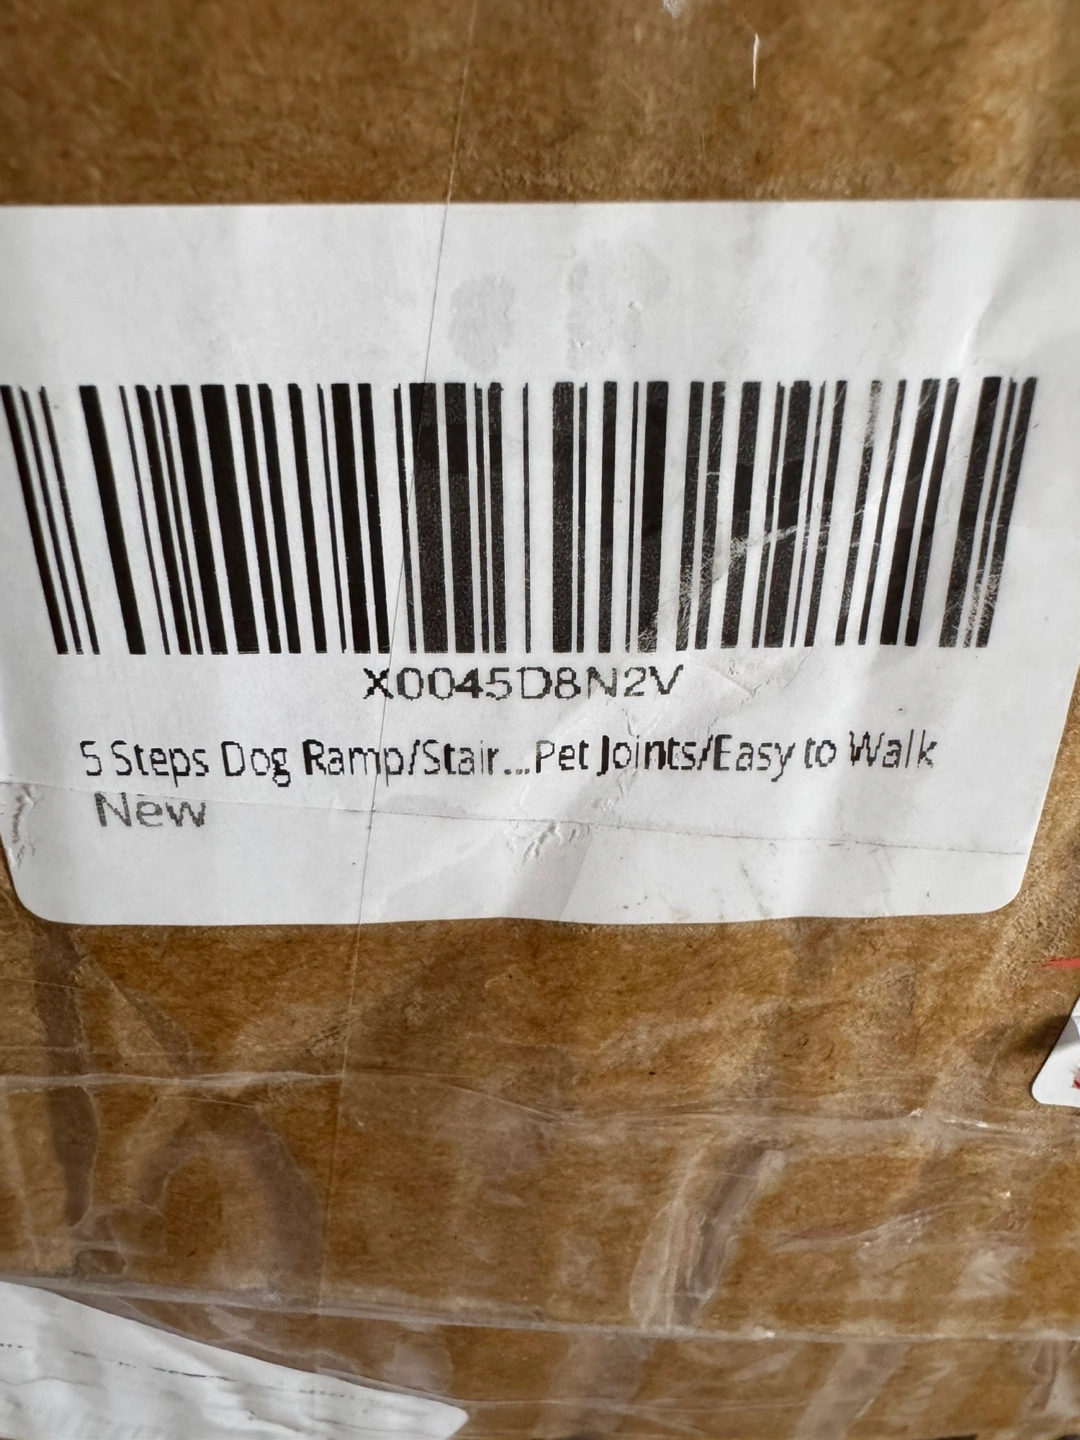 X0045D8N2V
5 Steps Dog Ramp/Stair...Pet Joints/Easy to Walk
New